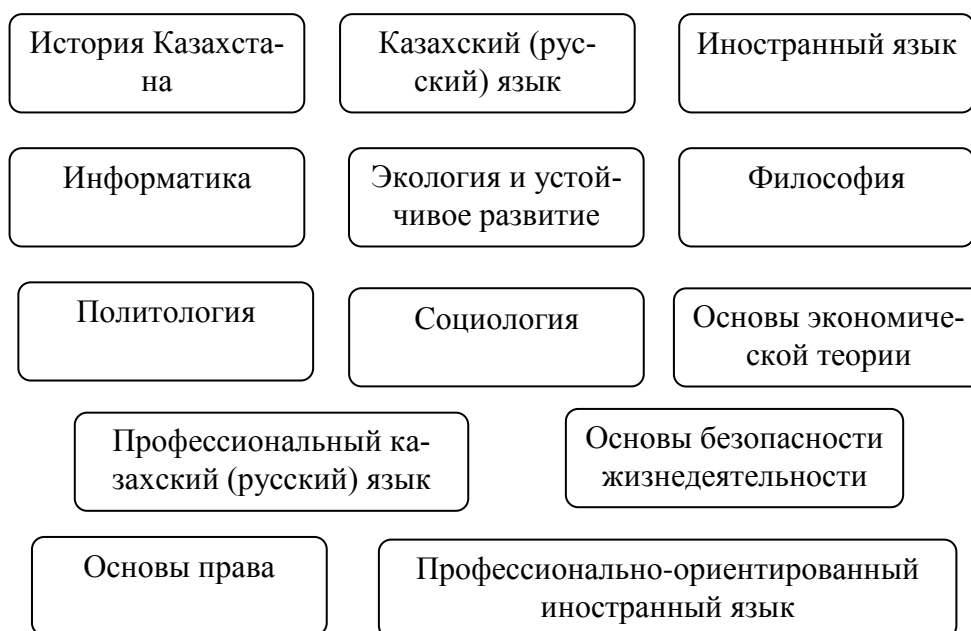 История Казахста-
на
Казахский (рус-
ский) язык
Иностранный язык
Информатика
Экология и устой-
чивое развитие
Философия
Политология
Социология
Основы экономиче-
ской теории
Профессиональный ка-
захский (русский) язык
Основы безопасности
жизнедеятельности
Основы права
Профессионально-ориентированный
иностранный язык